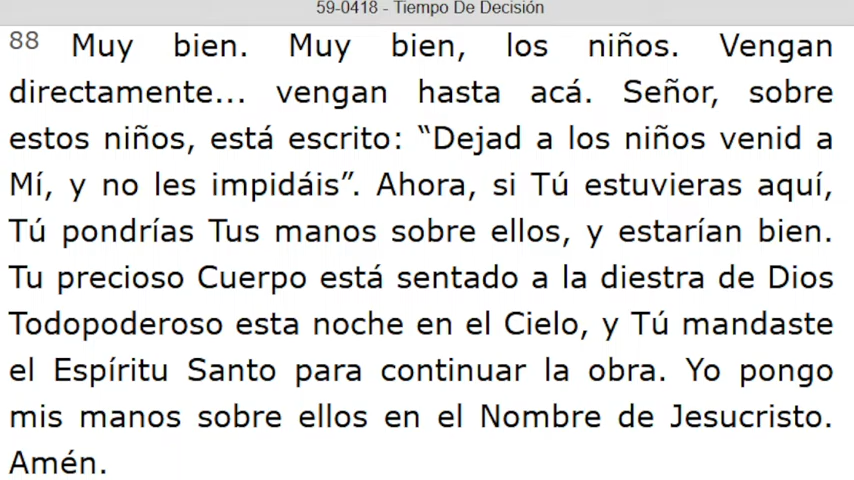 59-0418 - Tiempo De Decisión
88 Muy bien. Muy bien, los niños. Vengan
directamente... vengan hasta acá. Señor, sobre
estos niños, está escrito: “Dejad a los niños venid a
Mí, y no les impidáis”. Ahora, si Tú estuvieras aquí,
Tú pondrías Tus manos sobre ellos, y estarían bien.
Tu precioso Cuerpo está sentado a la diestra de Dios
Todopoderoso esta noche en el Cielo, y Tú mandaste
el Espíritu Santo para continuar la obra. Yo pongo
mis manos sobre ellos en el Nombre de Jesucristo.
Amén.